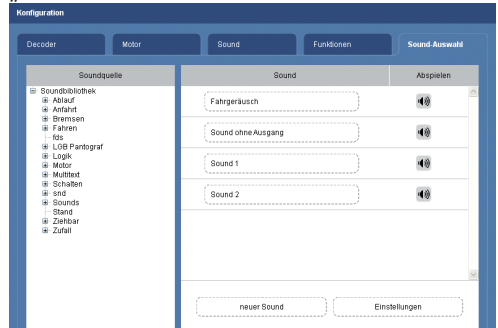 Konfiguration
Decoder
Motor
Sound
Funktionen
Sound-Auswahl
Soundquelle
Sound
Abspielen
Soundbibliothek
Ablauf
Anfahrt
Bremsen
Fahren
fds
LGB Pantograf
Logik
Motor
Multitext
Schalten
snd
Sounds
Stand
Ziehbar
Zufall
Fahrgeräusch
Sound ohne Ausgang
Sound 1
Sound 2
neuer Sound
Einstellungen